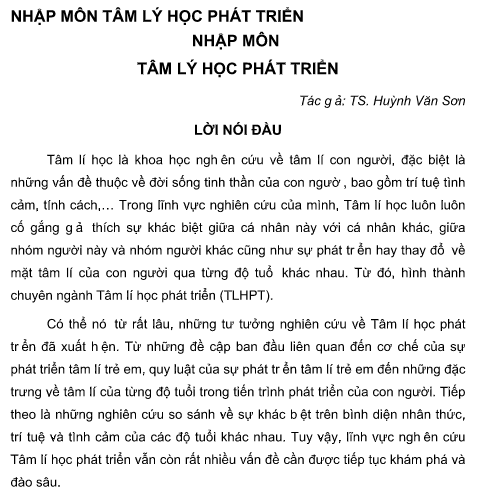 NHẬP MÔN TÂM LÝ HỌC PHÁT TRIỂN
NHẬP MÔN
TÂM LÝ HỌC PHÁT TRIỂN
Tác g ả: TS. Huỳnh Văn Sơn
LỜI NÓI ĐẦU
Tâm lí học là khoa học ngh ên cứu về tâm lí con người, đặc biệt là
những vấn đề thuộc về đời sống tinh thần của con ngườ , bao gồm trí tuệ tình
cảm, tính cách,... Trong lĩnh vực nghiên cứu của mình, Tâm lí học luôn luôn
cố gắng g ả thích sự khác biệt giữa cá nhân này với cá nhân khác, giữa
nhóm người này và nhóm người khác cũng như sự phát tr ển hay thay đổ về
mặt tâm lí của con người qua từng độ tuổ khác nhau. Từ đó, hình thành
chuyên ngành Tâm lí học phát triển (TLHPT).
Có thể nó từ rất lâu, những tư tưởng nghiên cứu về Tâm lí học phát
tr ển đã xuất h ện. Từ những đề cập ban đầu liên quan đến cơ chế của sự
phát triển tâm lí trẻ em, quy luật của sự phát tr ển tâm lí trẻ em đến những đặc
trưng về tâm lí của từng độ tuổi trong tiến trình phát triển của con người. Tiếp
theo là những nghiên cứu so sánh về sự khác b ệt trên bình diện nhân thức,
trí tuệ và tình cảm của các độ tuổi khác nhau. Tuy vậy, lĩnh vực ngh ên cứu
Tâm lí học phát triển vẫn còn rất nhiều vấn đề cần được tiếp tục khám phá và
đào sâu.